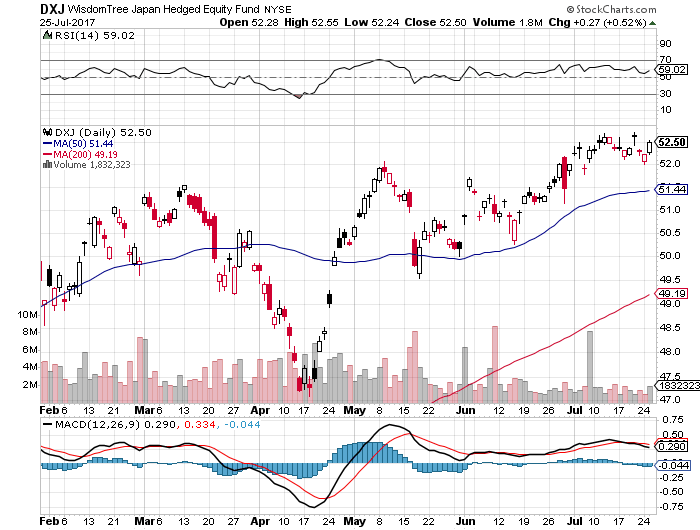 DXJ WisdomTree Japan Hedged Equity Fund NYSE
© StockCharts.com
25-Jul-2017
Open 52.28 High 52.55 Low 52.24 Close 52.50 Volume 1.8M Chg +0.27 (+0.52%)
RSI(14) 59.02
90
70
59.02
50
30
10
DXJ (Daily) 52.50
MA(50) 51.44
MA(200) 49.19
Volume 1,832,323
52.50
52.0
51.44
51.0
50.5
50.0
49.5
49.19
48.5
48.0
47.5
47.0
10M
8M
6M
4M
2M
1832323
Feb 6 13 21 Mar 6 13 20 27 Apr 10 17 24 May 8 15 22 Jun 5 12 19 26 Jul 10 17 24
MACD(12,26,9) 0.290, 0.334, -0.044
0.75
0.50
0.290
-0.044
-0.25
-0.50
-0.75
Feb 6 13 21 Mar 6 13 20 27 Apr 10 17 24 May 8 15 22 Jun 5 12 19 26 Jul 10 17 24